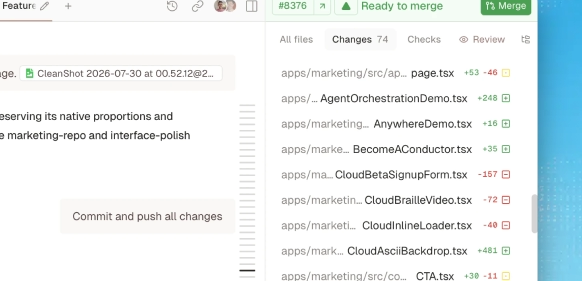 Feature
#8376
Ready to merge
Merge
All files
Changes 74
Checks
Review
age. CleanShot 2026-07-30 at 00.52.12@2...
eserving its native proportions and
e marketing-repo and interface-polish
Commit and push all changes
apps/marketing/src/ap... page.tsx +53 -46
apps/... AgentOrchestrationDemo.tsx +248
apps/marketing... AnywhereDemo.tsx +16
apps/marke... BecomeAConductor.tsx +35
apps/ma... CloudBetaSignupForm.tsx -157
apps/marketi... CloudBrailleVideo.tsx -72
apps/marketin... CloudInlineLoader.tsx -40
apps/mark... CloudAsciiBackdrop.tsx +481
apps/marketing/src/co... CTA.tsx +30 -11